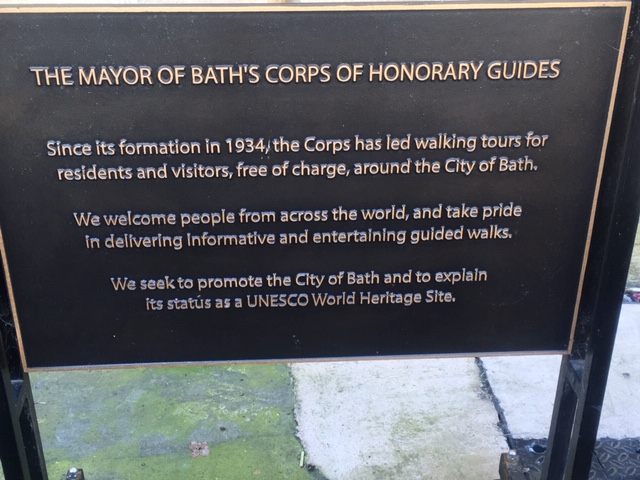 THE MAYOR OF BATH'S CORPS OF HONORARY GUIDES
Since its formation in 1934, the Corps has led walking tours for
residents and visitors, free of charge, around the City of Bath.
We welcome people from across the world, and take pride
in delivering informative and entertaining guided walks.
We seek to promote the City of Bath and to explain
its status as a UNESCO World Heritage Site.